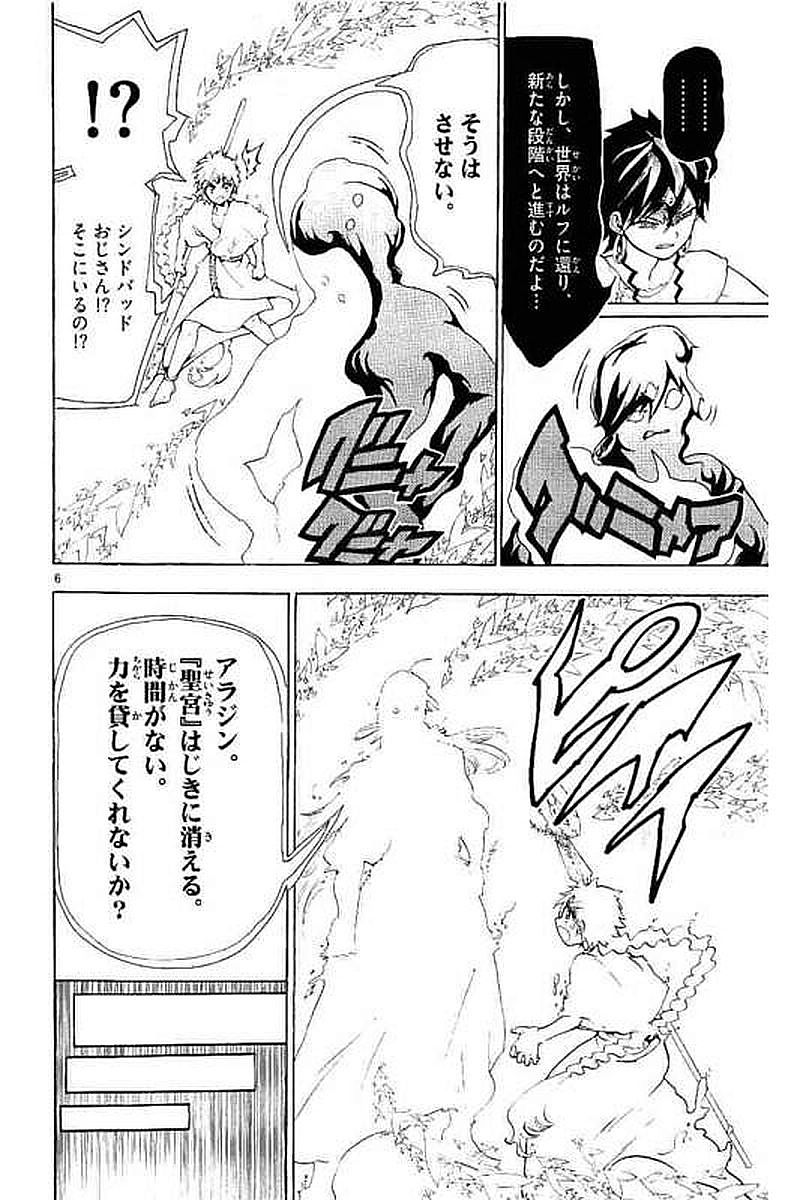 ………
………
しかし、世界はルフに還り、
新たな段階へと進むのだよ…
グニャア
そうは
させない。
グニャ
グニャ
!?
シンドバッド
おじさん!?
そこにいるの!?
6
ピィィィ
アラジン。
『聖宮』はじきに消える。
時間がない。
力を貸してくれないか?